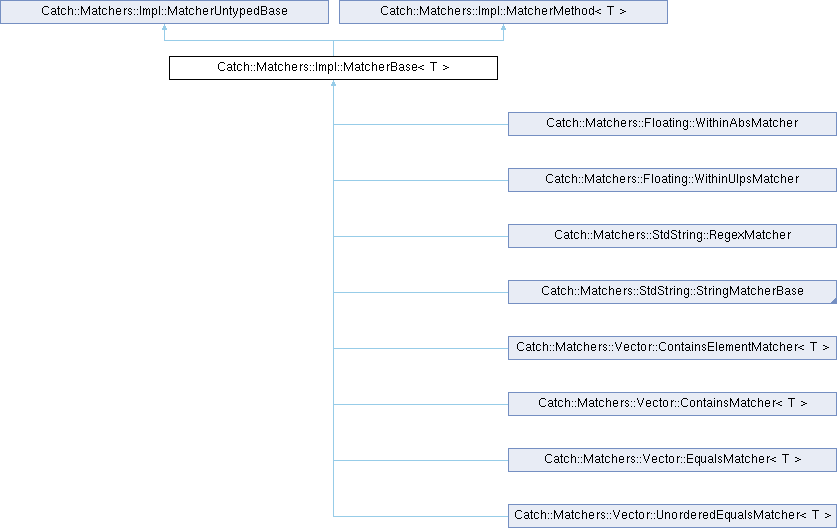 Catch::Matchers::Impl::MatcherUntypedBase
Catch::Matchers::Impl::MatcherMethod< T >
Catch::Matchers::Impl::MatcherBase< T >
Catch::Matchers::Floating::WithinAbsMatcher
Catch::Matchers::Floating::WithinUlpsMatcher
Catch::Matchers::StdString::RegexMatcher
Catch::Matchers::StdString::StringMatcherBase
Catch::Matchers::Vector::ContainsElementMatcher< T >
Catch::Matchers::Vector::ContainsMatcher< T >
Catch::Matchers::Vector::EqualsMatcher< T >
Catch::Matchers::Vector::UnorderedEqualsMatcher< T >